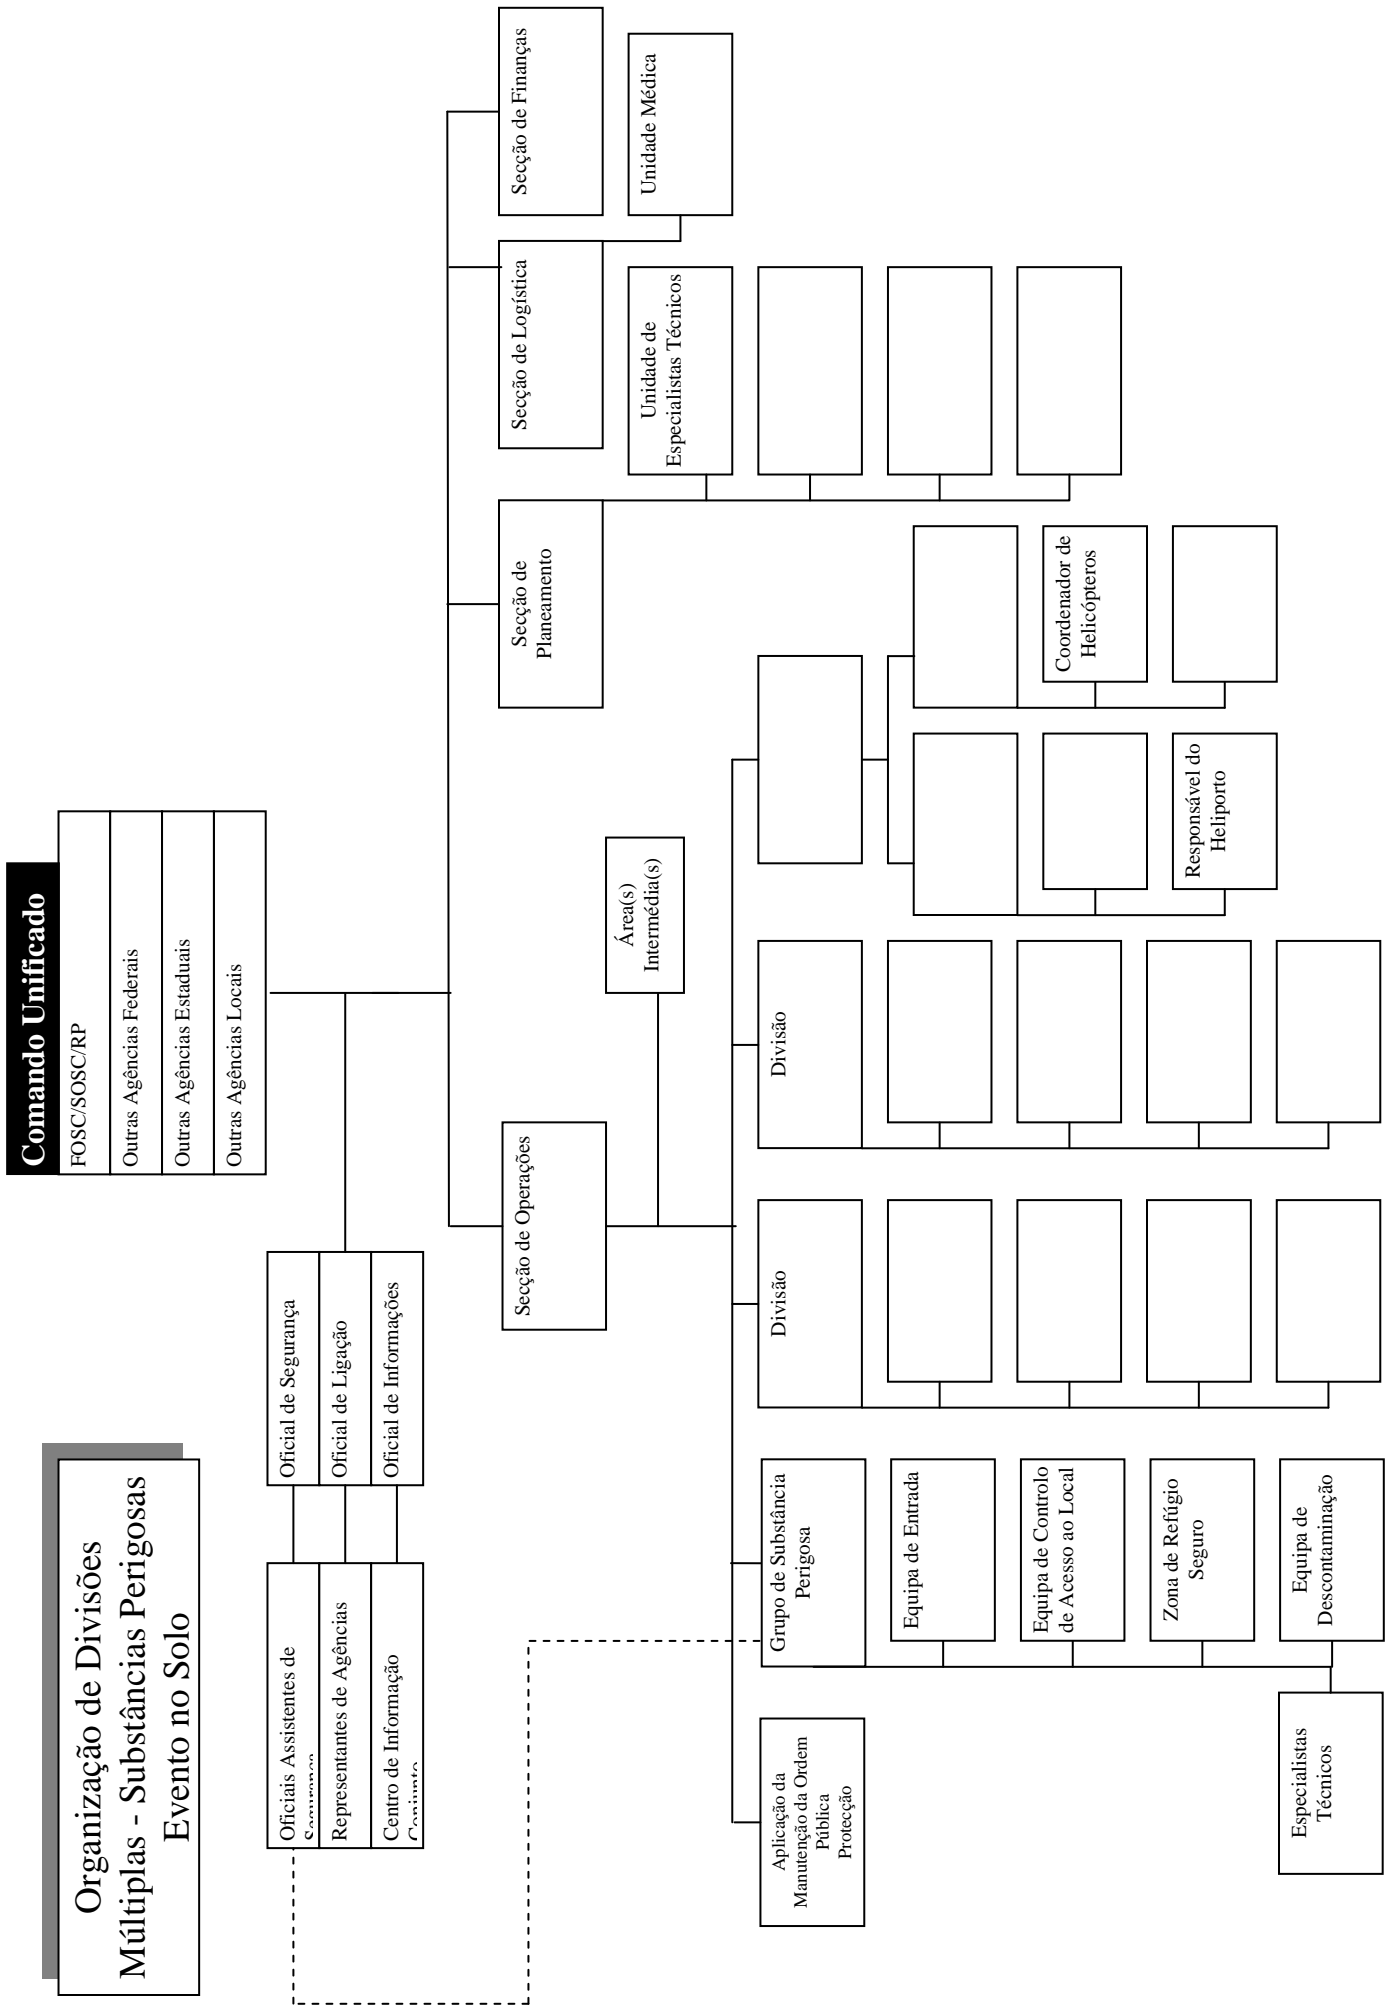 Organização de Divisões
Múltiplas - Substâncias Perigosas
Evento no Solo
Comando Unificado
FOSC/SOSC/RP
Outras Agências Federais
Outras Agências Estaduais
Outras Agências Locais
Oficiais Assistentes de
Oficial de Segurança
Representantes de Agências
Oficial de Ligação
Centro de Informação
Oficial de Informações
Secção de Operações
Secção de
Planeamento
Secção de Logística
Secção de Finanças
Área(s)
Intermédia(s)
Unidade de
Especialistas Técnicos
Unidade Médica
Aplicação da
Manutenção da Ordem
Pública
Protecção
Grupo de Substância
Perigosa
Divisão
Divisão
Equipa de Entrada
Equipa de Controlo
de Acesso ao Local
Coordenador de
Helicópteros
Zona de Refúgio
Seguro
Responsável do
Heliporto
Especialistas
Técnicos
Equipa de
Descontaminação